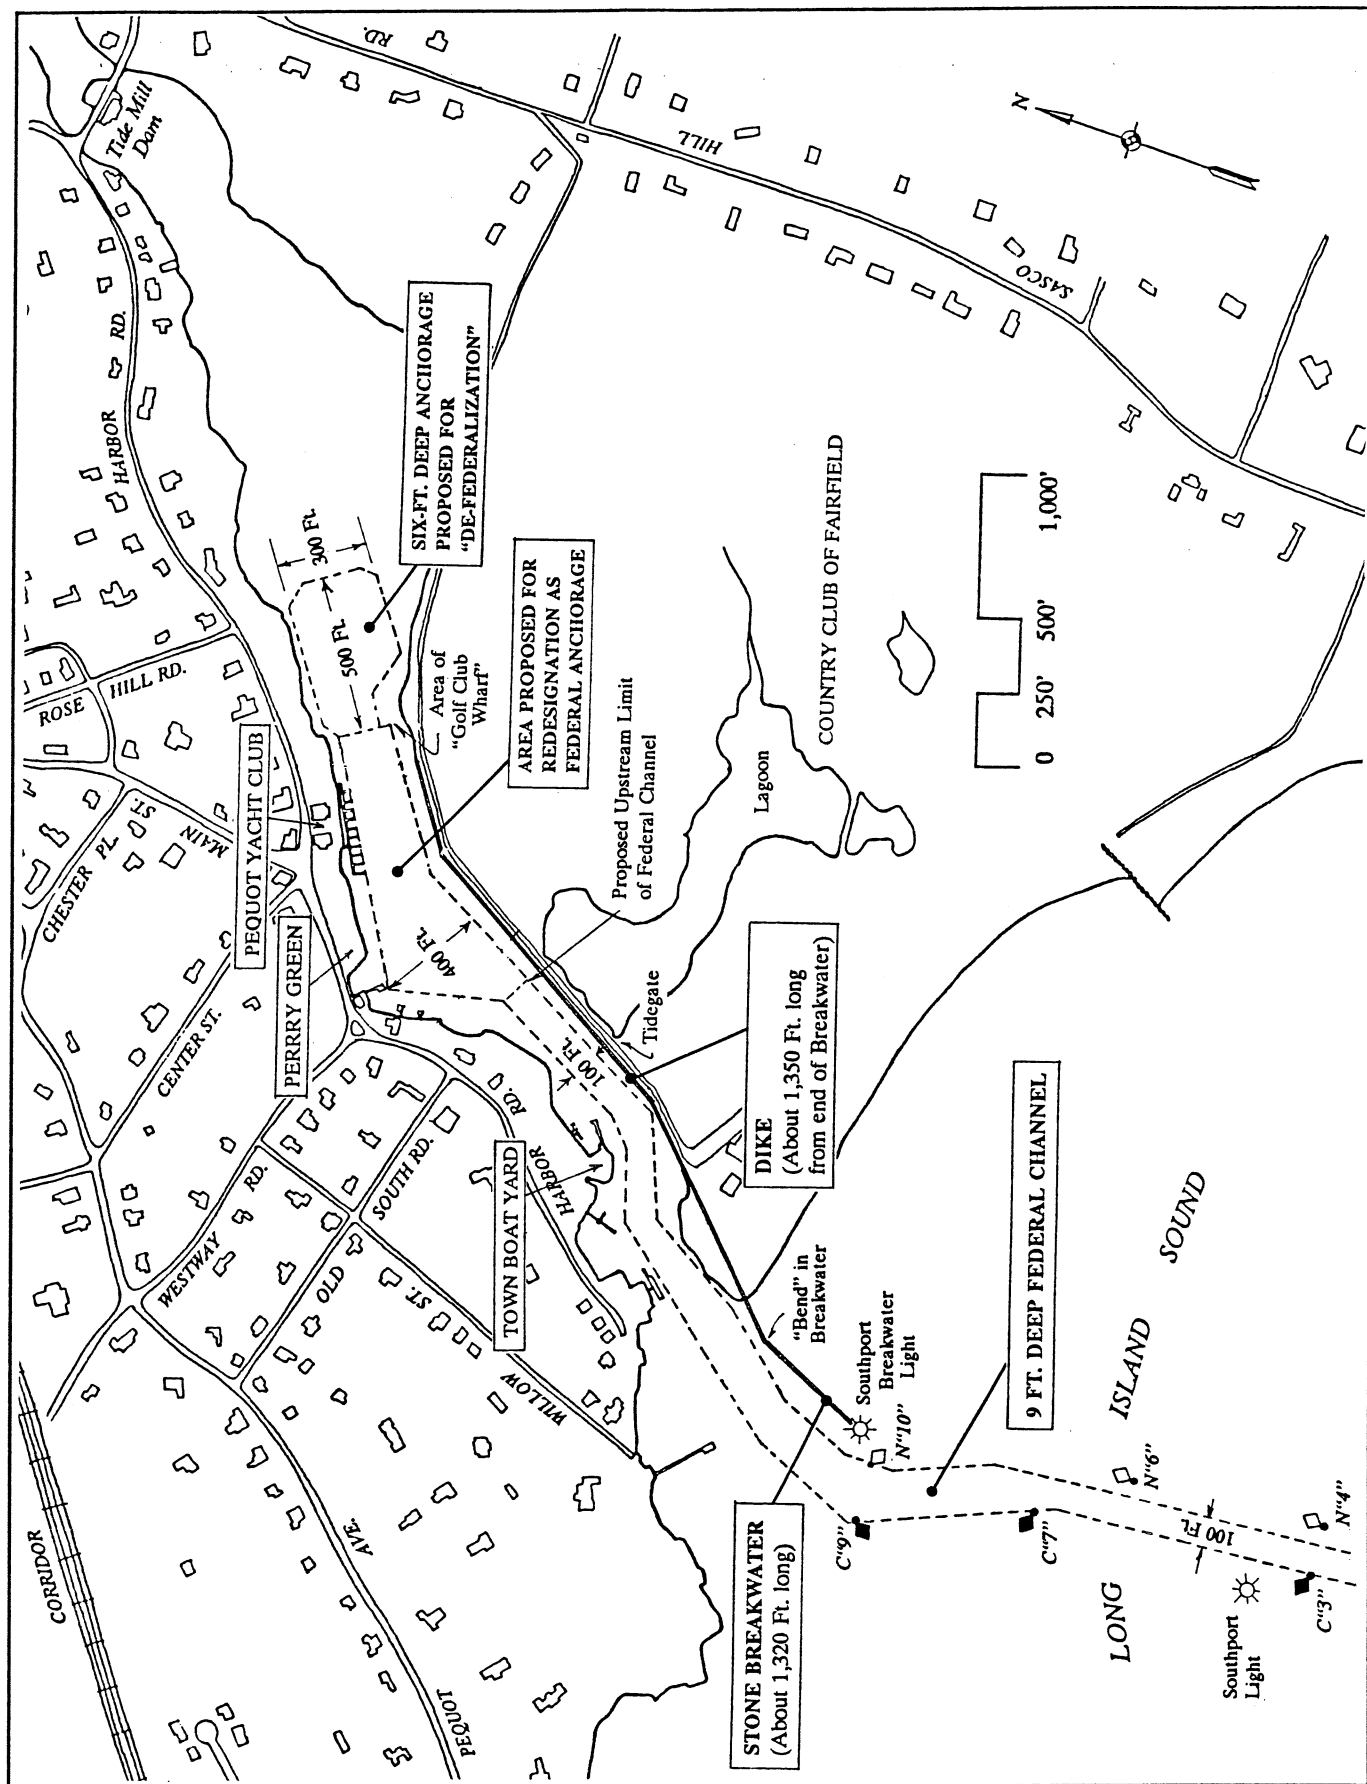 RD.
Tide Mill
Dam
HILL
SASCO
N
HARBOR
RD.
SIX-FT. DEEP ANCHORAGE
PROPOSED FOR
"DE-FEDERALIZATION"
300 Ft.
500 Ft.
AREA PROPOSED FOR
REDESIGNATION AS
FEDERAL ANCHORAGE
Area of
"Golf Club
Wharf"
ROSE
HILL RD.
PEQUOT YACHT CLUB
MAIN
ST.
CHESTER PL.
PERRRY GREEN
CENTER ST.
400 Ft.
Proposed Upstream Limit
of Federal Channel
Lagoon
COUNTRY CLUB OF FAIRFIELD
0
250'
500'
1,000'
Tidegate
100 Ft.
DIKE
(About 1,350 Ft. long
from end of Breakwater)
WESTWAY
RD.
OLD
SOUTH RD.
HARBOR
RD.
TOWN BOAT YARD
WILLOW
ST.
"Bend" in
Breakwater
Southport
Breakwater
Light
9 FT. DEEP FEDERAL CHANNEL
STONE BREAKWATER
(About 1,320 Ft. long)
CORRIDOR
PEQUOT
AVE.
N"10"
C"9"
C"7"
N"6"
N"4"
C"3"
100 Ft.
Southport
Light
LONG
ISLAND
SOUND